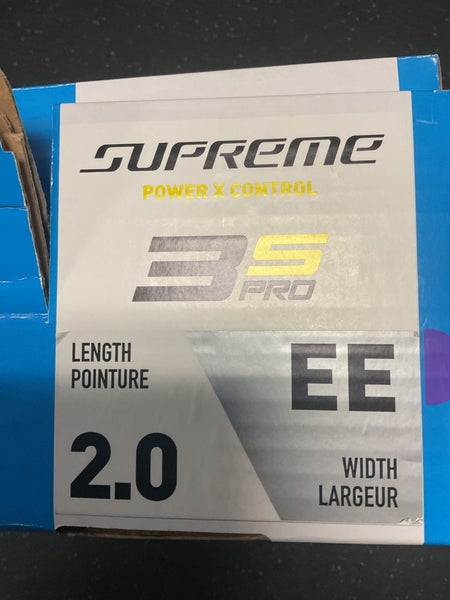 SUPREME
POWER X CONTROL
3S
PRO
LENGTH
POINTURE
EE
2.0
WIDTH
LARGEUR